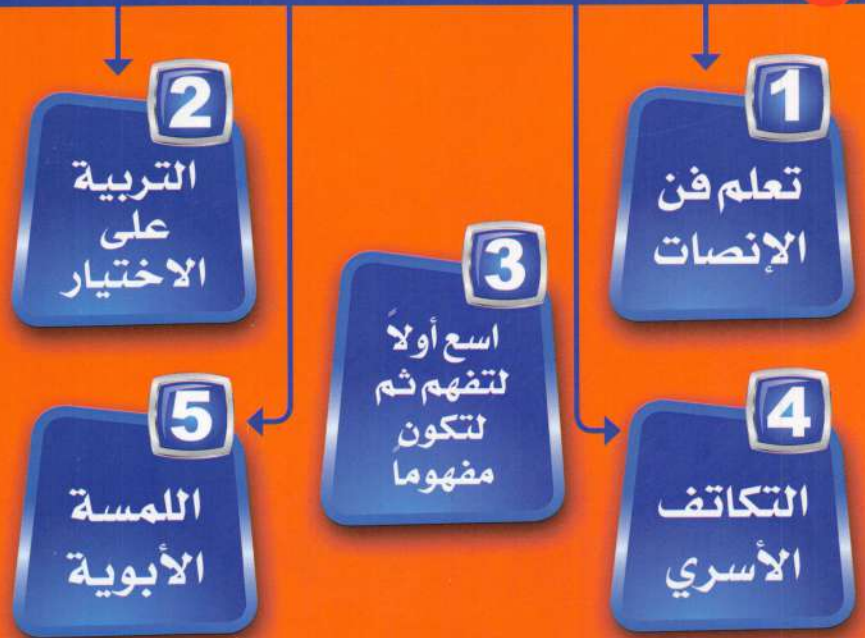 1
تعلم فن
الإنصات
2
التربية
على
الاختيار
3
اسع أولاً
لتفهم ثم
لتكون
مفهوماً
4
التكاتف
الأسري
5
اللمسة
الأبوية